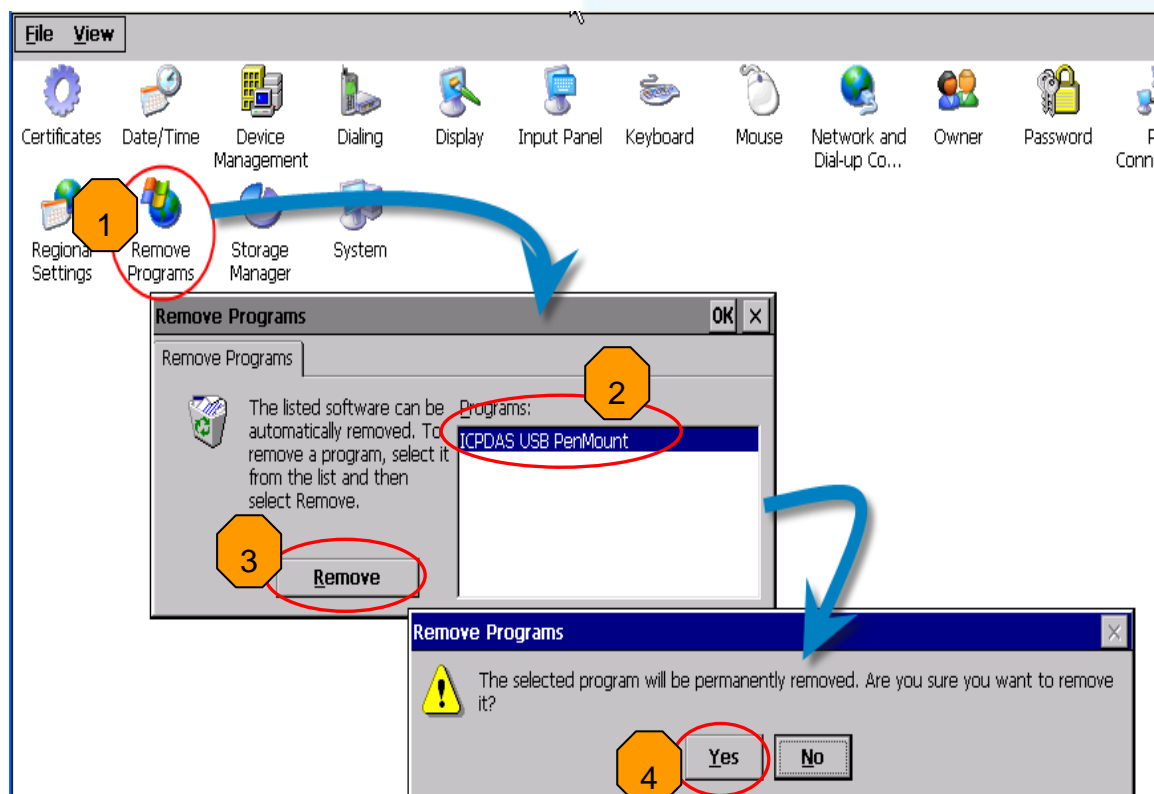 File View
Certificates Date/Time Device Management Dialing Display Input Panel Keyboard Mouse Network and Dial-up Co... Owner Password
Conn
1
Regional Settings Remove Programs Storage Manager System
Remove Programs OK
Remove Programs
2
The listed software can be
automatically removed. To
remove a program, select it
from the list and then
select Remove.
Programs:
ICPDAS USB PenMount
3
Remove
Remove Programs
The selected program will be permanently removed. Are you sure you want to remove
it?
4
Yes No